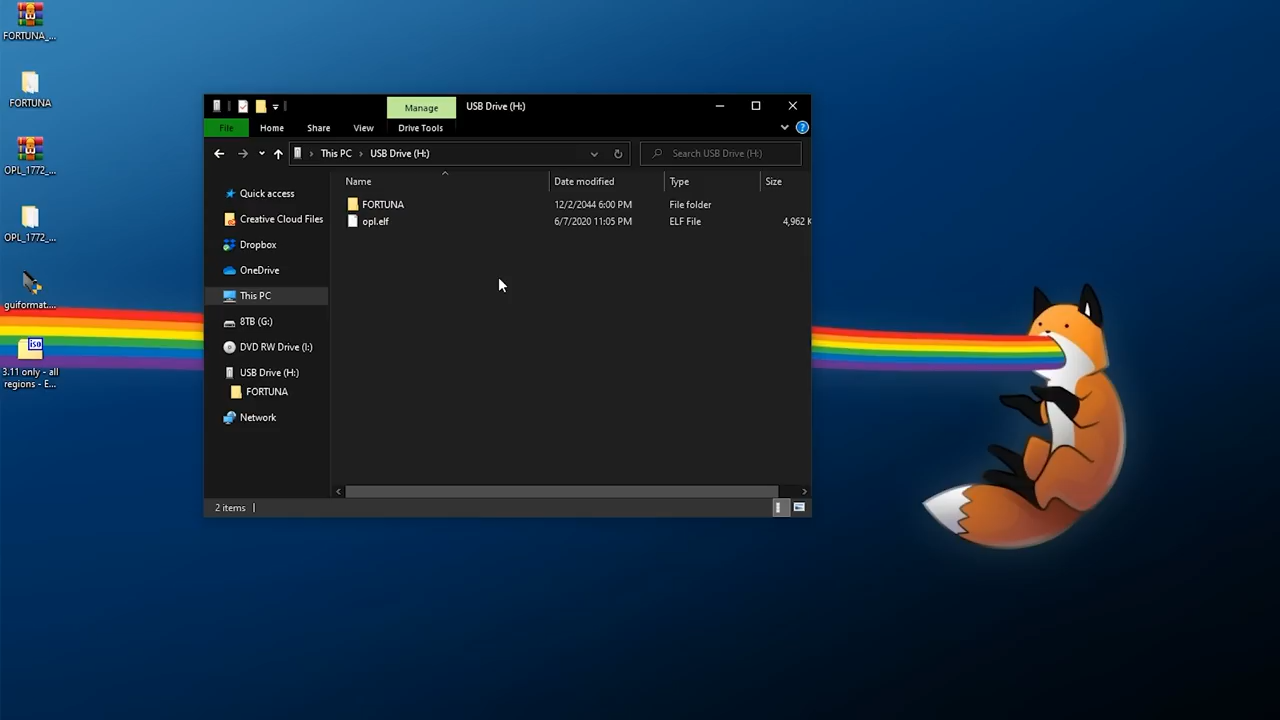 FORTUNA_...
FORTUNA
OPL_1772_...
OPL_1772_...
guiformat....
ISO
3.11 only - all
regions - E...
Manage
USB Drive (H:)
File
Home
Share
View
Drive Tools
This PC
USB Drive (H:)
Search USB Drive (H:)
Name
Date modified
Type
Size
FORTUNA
12/2/2044 6:00 PM
File folder
opl.elf
6/7/2020 11:05 PM
ELF File
4,962 K
Quick access
Creative Cloud Files
Dropbox
OneDrive
This PC
8TB (G:)
DVD RW Drive (I:)
USB Drive (H:)
FORTUNA
Network
2 items